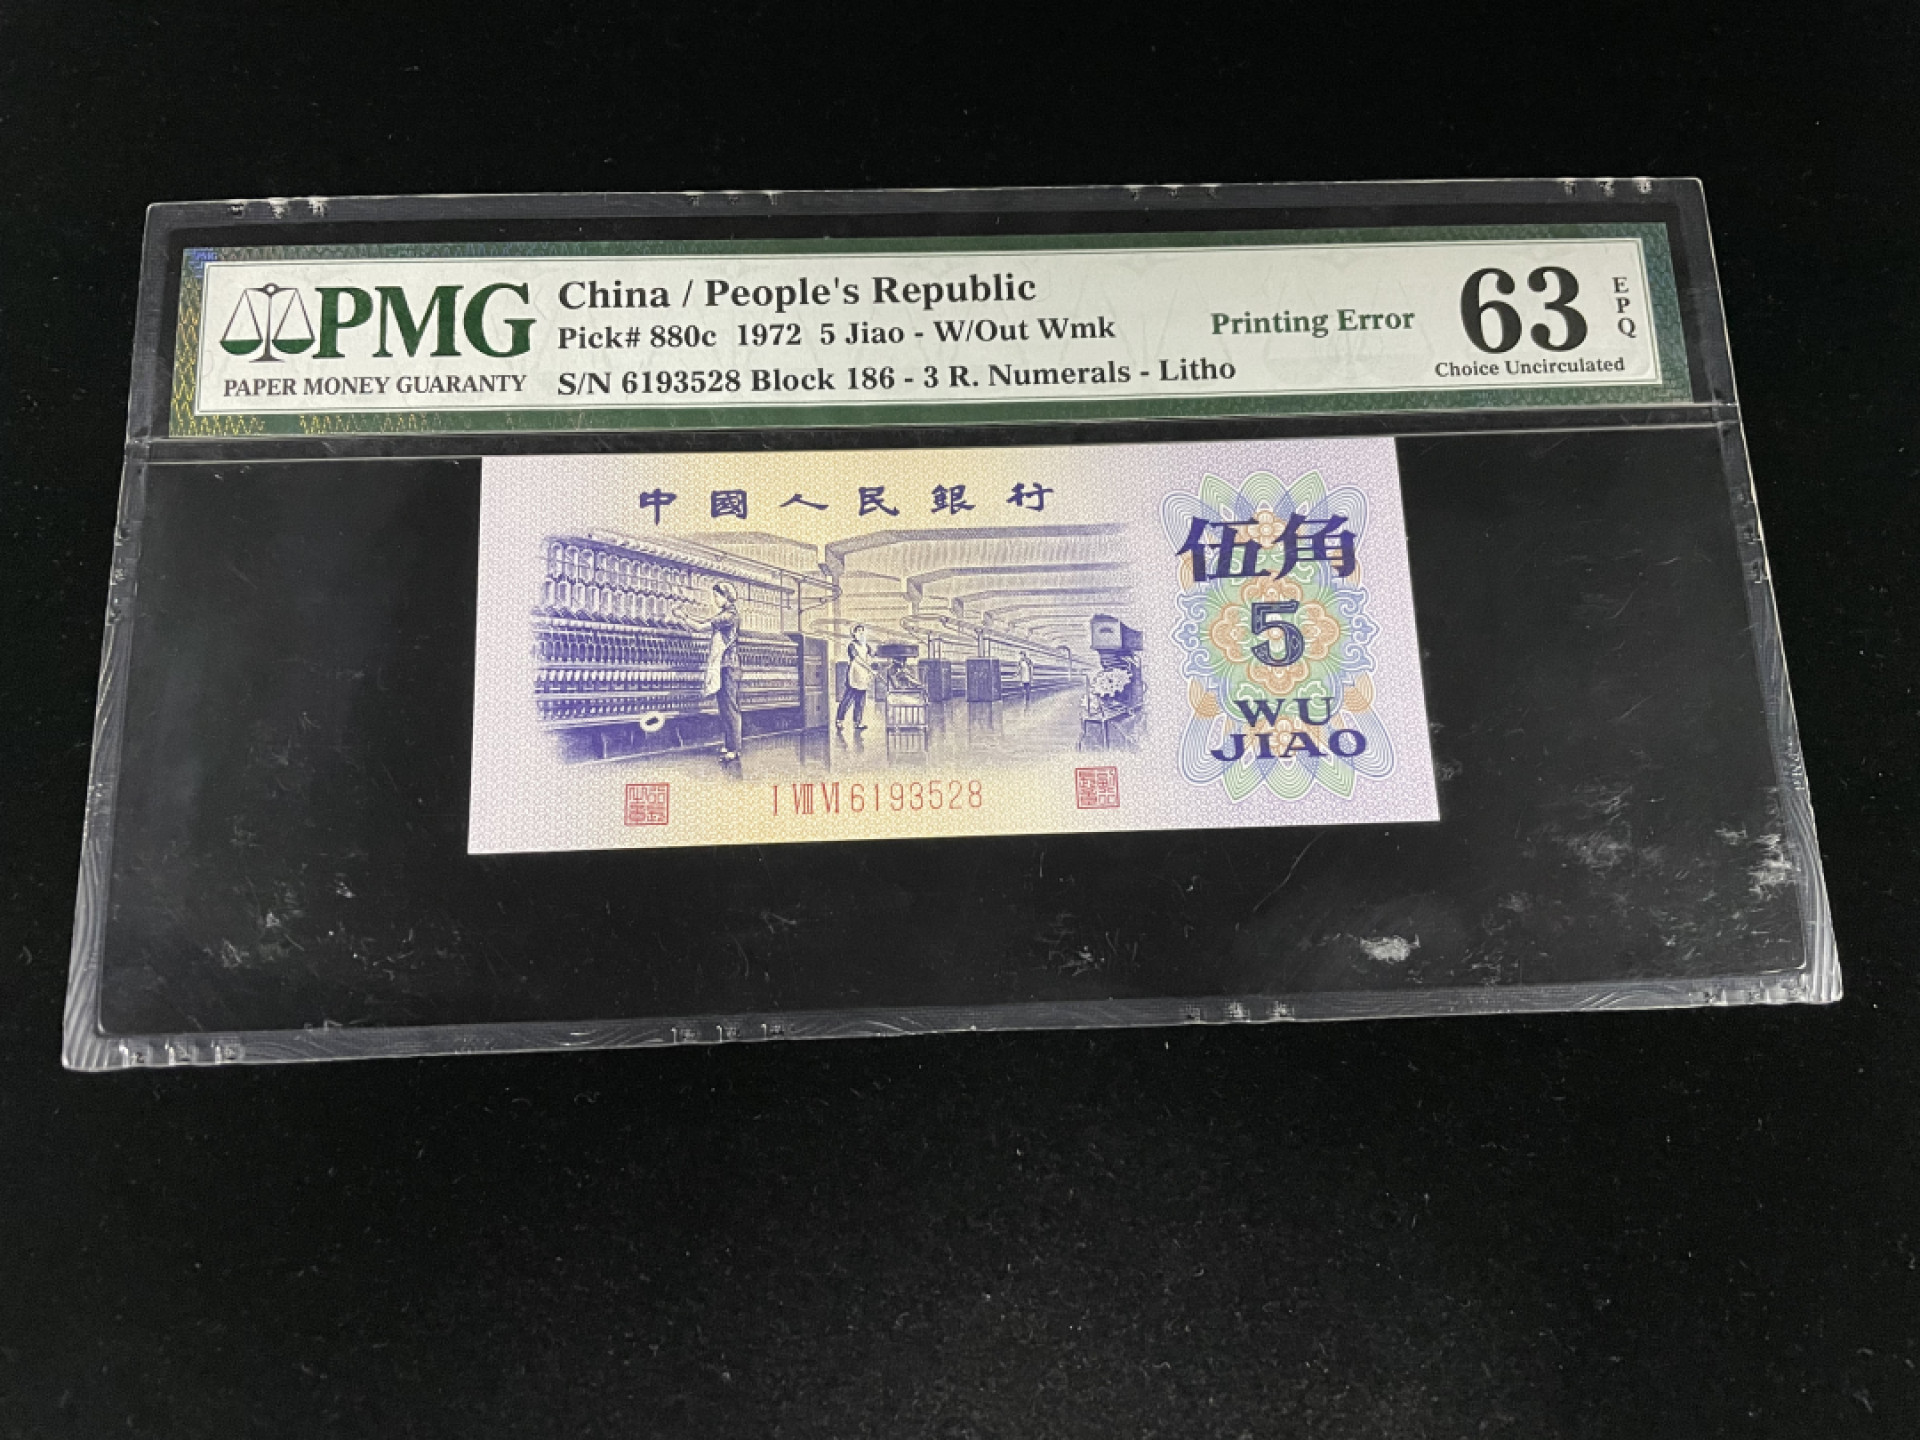 PMG
PAPER MONEY GUARANTY
China / People's Republic
Pick# 880c 1972 5 Jiao - W/Out Wmk
S/N 6193528 Block 186 - 3 R. Numerals - Litho
Printing Error
63
EPQ
Choice Uncirculated
中國人民銀行
伍角
5
WU
JIAO
I VIII VI 6193528